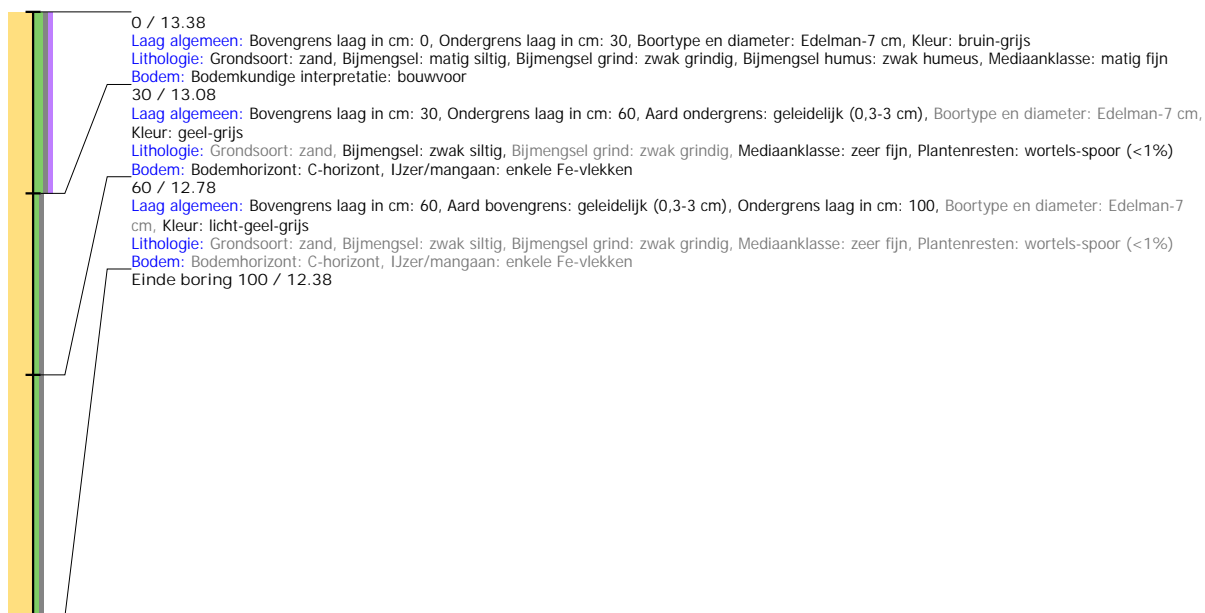 0 / 13.38
Laag algemeen: Bovengrens laag in cm: 0, Ondergrens laag in cm: 30, Boortype en diameter: Edelman-7 cm, Kleur: bruin-grijs
Lithologie: Grondsoort: zand, Bijmengsel: matig siltig, Bijmengsel grind: zwak grindig, Bijmengsel humus: zwak humeus, Mediaanklasse: matig fijn
Bodem: Bodemkundige interpretatie: bouwvoor
30 / 13.08
Laag algemeen: Bovengrens laag in cm: 30, Ondergrens laag in cm: 60, Aard ondergrens: geleidelijk (0,3-3 cm), Boortype en diameter: Edelman-7 cm,
Kleur: geel-grijs
Lithologie: Grondsoort: zand, Bijmengsel: zwak siltig, Bijmengsel grind: zwak grindig, Mediaanklasse: zeer fijn, Plantenresten: wortels-spoor (<1%)
Bodem: Bodemhorizont: C-horizont, IJzer/mangaan: enkele Fe-vlekken
60 / 12.78
Laag algemeen: Bovengrens laag in cm: 60, Aard bovengrens: geleidelijk (0,3-3 cm), Ondergrens laag in cm: 100, Boortype en diameter: Edelman-7
cm, Kleur: licht-geel-grijs
Lithologie: Grondsoort: zand, Bijmengsel: zwak siltig, Bijmengsel grind: zwak grindig, Mediaanklasse: zeer fijn, Plantenresten: wortels-spoor (<1%)
Bodem: Bodemhorizont: C-horizont, IJzer/mangaan: enkele Fe-vlekken
Einde boring 100 / 12.38